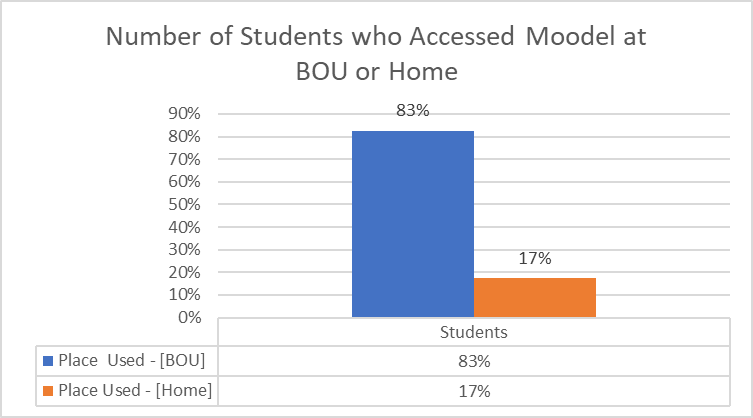 Number of Students who Accessed Moodel at
BOU or Home
90%
80%
70%
60%
50%
40%
30%
20%
10%
0%
83%
17%
Students
Place  Used - [BOU] 83%
Place Used - [Home] 17%